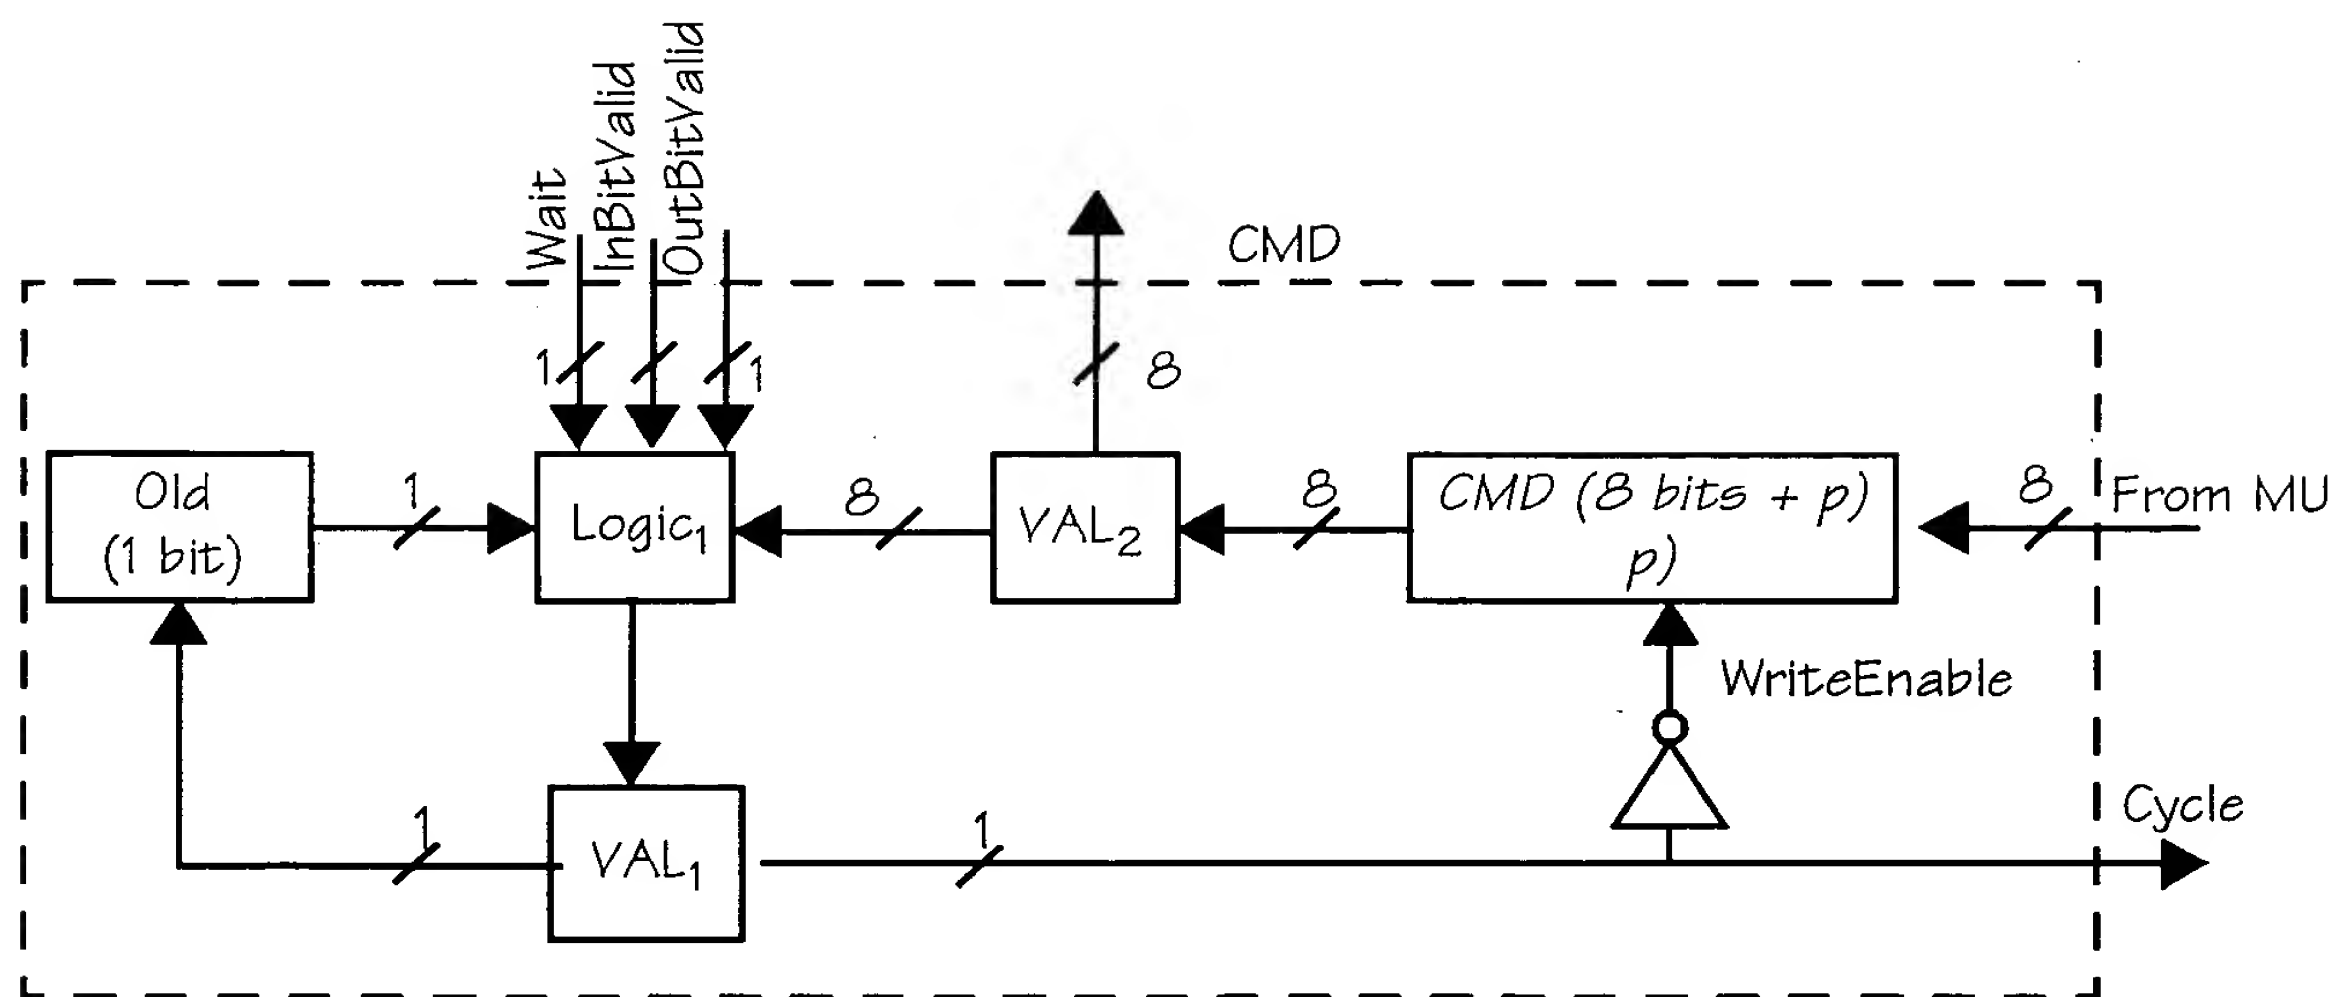 Wait
InBitValid
OutBitValid
CMD
1
1
8
Old
(1 bit)
1
Logic₁
8
VAL₂
8
CMD (8 bits + p)
p)
8
From MU
WriteEnable
1
VAL₁
1
Cycle